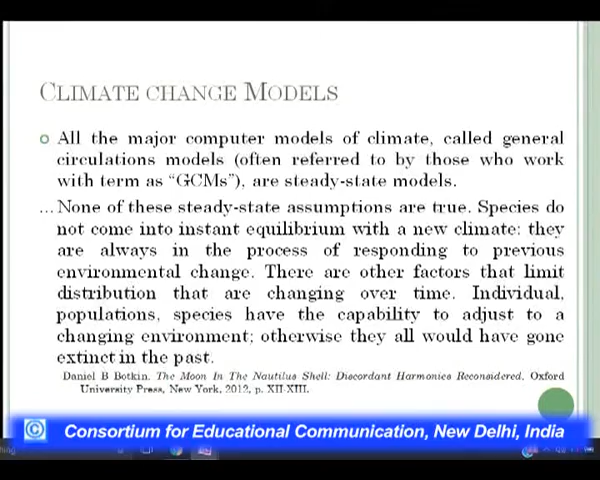 CLIMATE CHANGE MODELS
All the major computer models of climate, called general
circulations models (often referred to by those who work
with term as “GCMs”), are steady-state models.
…None of these steady-state assumptions are true. Species do
not come into instant equilibrium with a new climate: they
are always in the process of responding to previous
environmental change. There are other factors that limit
distribution that are changing over time. Individual,
populations, species have the capability to adjust to a
changing environment; otherwise they all would have gone
extinct in the past.
Daniel B Botkin. The Moon In The Nautilus Shell: Discordant Harmonies Reconsidered. Oxford
University Press, New York, 2012, p. XII-XIII.
© Consortium for Educational Communication, New Delhi, India